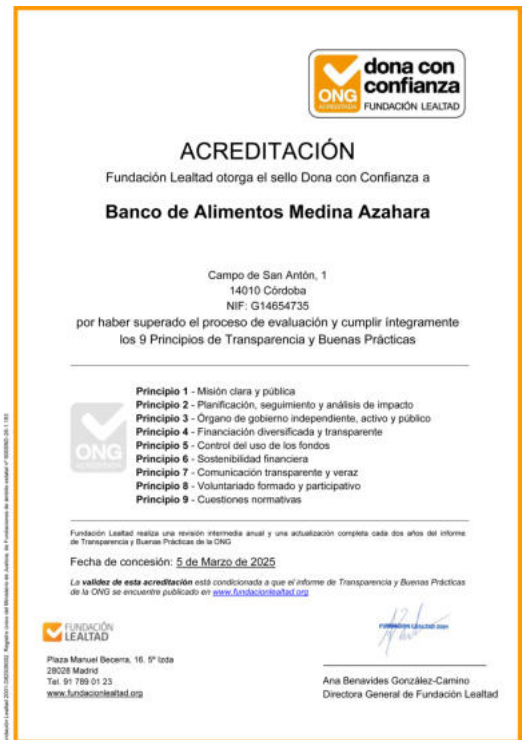 dona con
confianza
FUNDACIÓN LEALTAD
ONG
ACREDITADA
ACREDITACIÓN
Fundación Lealtad otorga el sello Dona con Confianza a
Banco de Alimentos Medina Azahara
Campo de San Antón, 1
14010 Córdoba
NIF: G14654735
por haber superado el proceso de evaluación y cumplir íntegramente
los 9 Principios de Transparencia y Buenas Prácticas
ONG
ACREDITADA
Principio 1 - Misión clara y pública
Principio 2 - Planificación, seguimiento y análisis de impacto
Principio 3 - Órgano de gobierno independiente, activo y público
Principio 4 - Financiación diversificada y transparente
Principio 5 - Control del uso de los fondos
Principio 6 - Sostenibilidad financiera
Principio 7 - Comunicación transparente y veraz
Principio 8 - Voluntariado formado y participativo
Principio 9 - Cuestiones normativas
Fundación Lealtad realiza una revisión intermedia anual y una actualización completa cada dos años del informe
de Transparencia y Buenas Prácticas de la ONG
Fecha de concesión: 5 de Marzo de 2025
La validez de esta acreditación está condicionada a que el informe de Transparencia y Buenas Prácticas
de la ONG se encuentre publicado en www.fundacionlealtad.org
FUNDACIÓN
LEALTAD
FUNDACIÓN LEALTAD 2001
Plaza Manuel Becerra, 16. 5º Izda
28028 Madrid
Tel. 91 789 01 23
www.fundacionlealtad.org
Ana Benavides González-Camino
Directora General de Fundación Lealtad